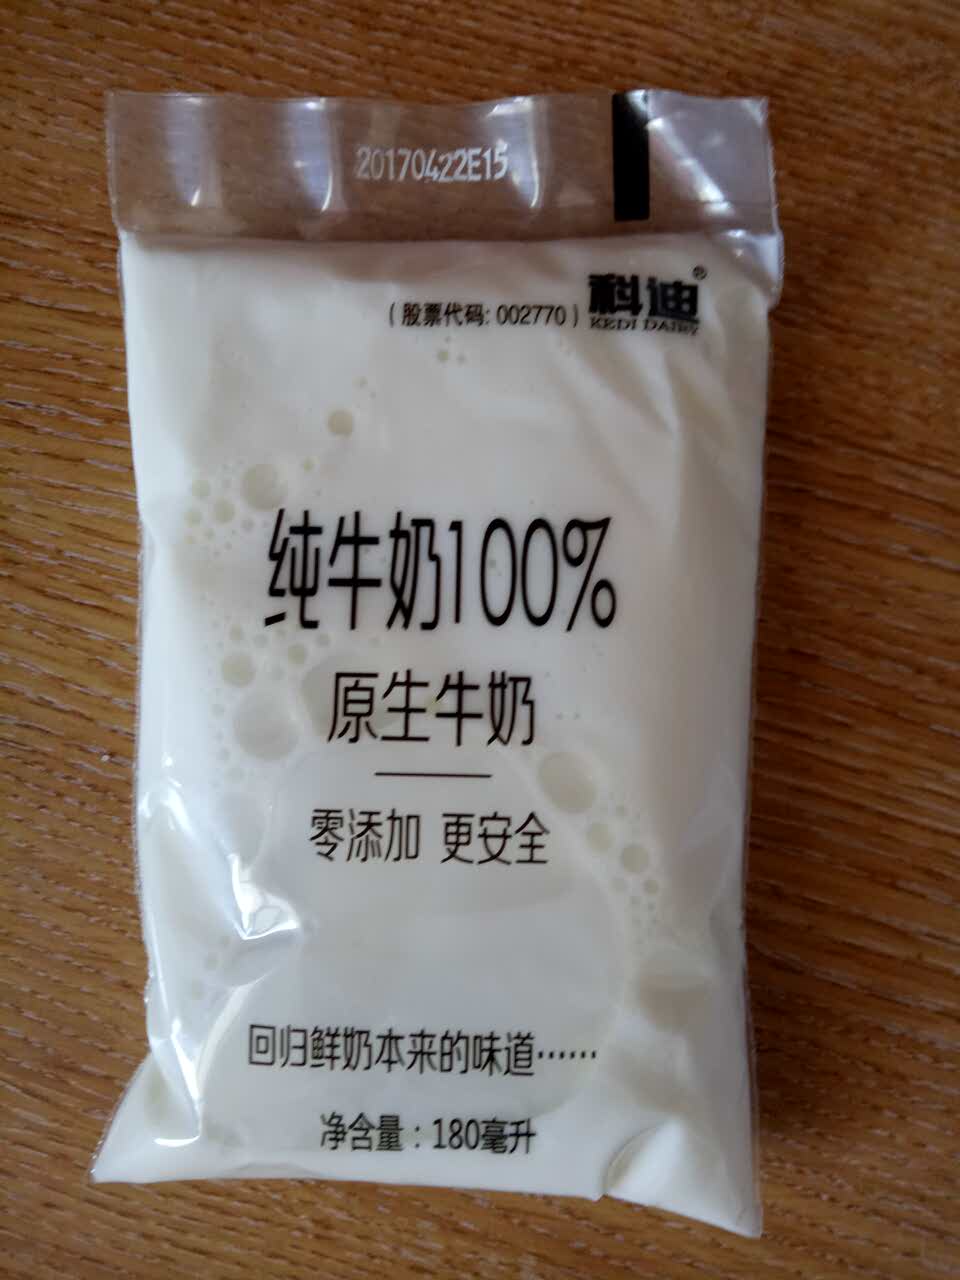 20170422E15
(股票代码: 002770) 科迪®
KEDI DAIRY
纯牛奶100%
原生牛奶
零添加 更安全
回归鲜奶本来的味道……
净含量：180毫升